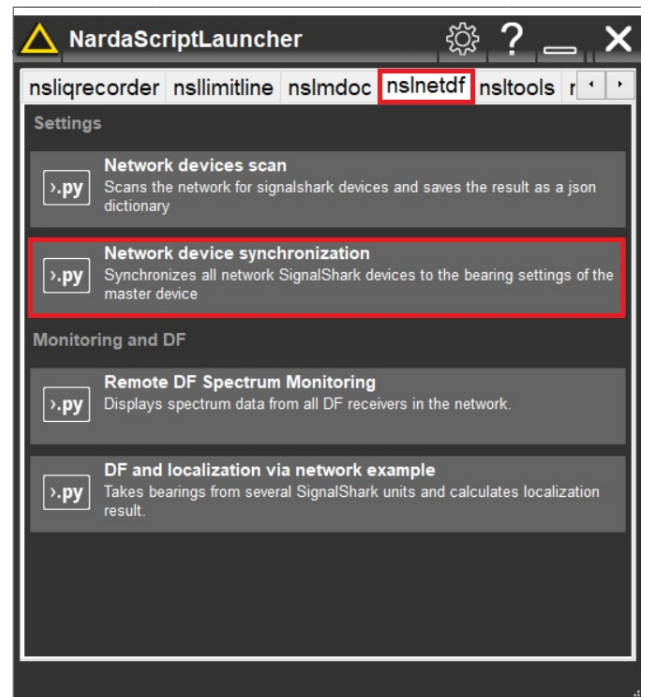 NardaScriptLauncher ?
nsliqrecorder nsllimitline nslmdoc nslnetdf nsltools
Settings
Network devices scan
>.py
Scans the network for signalshark devices and saves the result as a json
dictionary
Network device synchronization
>.py
Synchronizes all network SignalShark devices to the bearing settings of the
master device
Monitoring and DF
Remote DF Spectrum Monitoring
>.py
Displays spectrum data from all DF receivers in the network.
DF and localization via network example
>.py
Takes bearings from several SignalShark units and calculates localization
result.